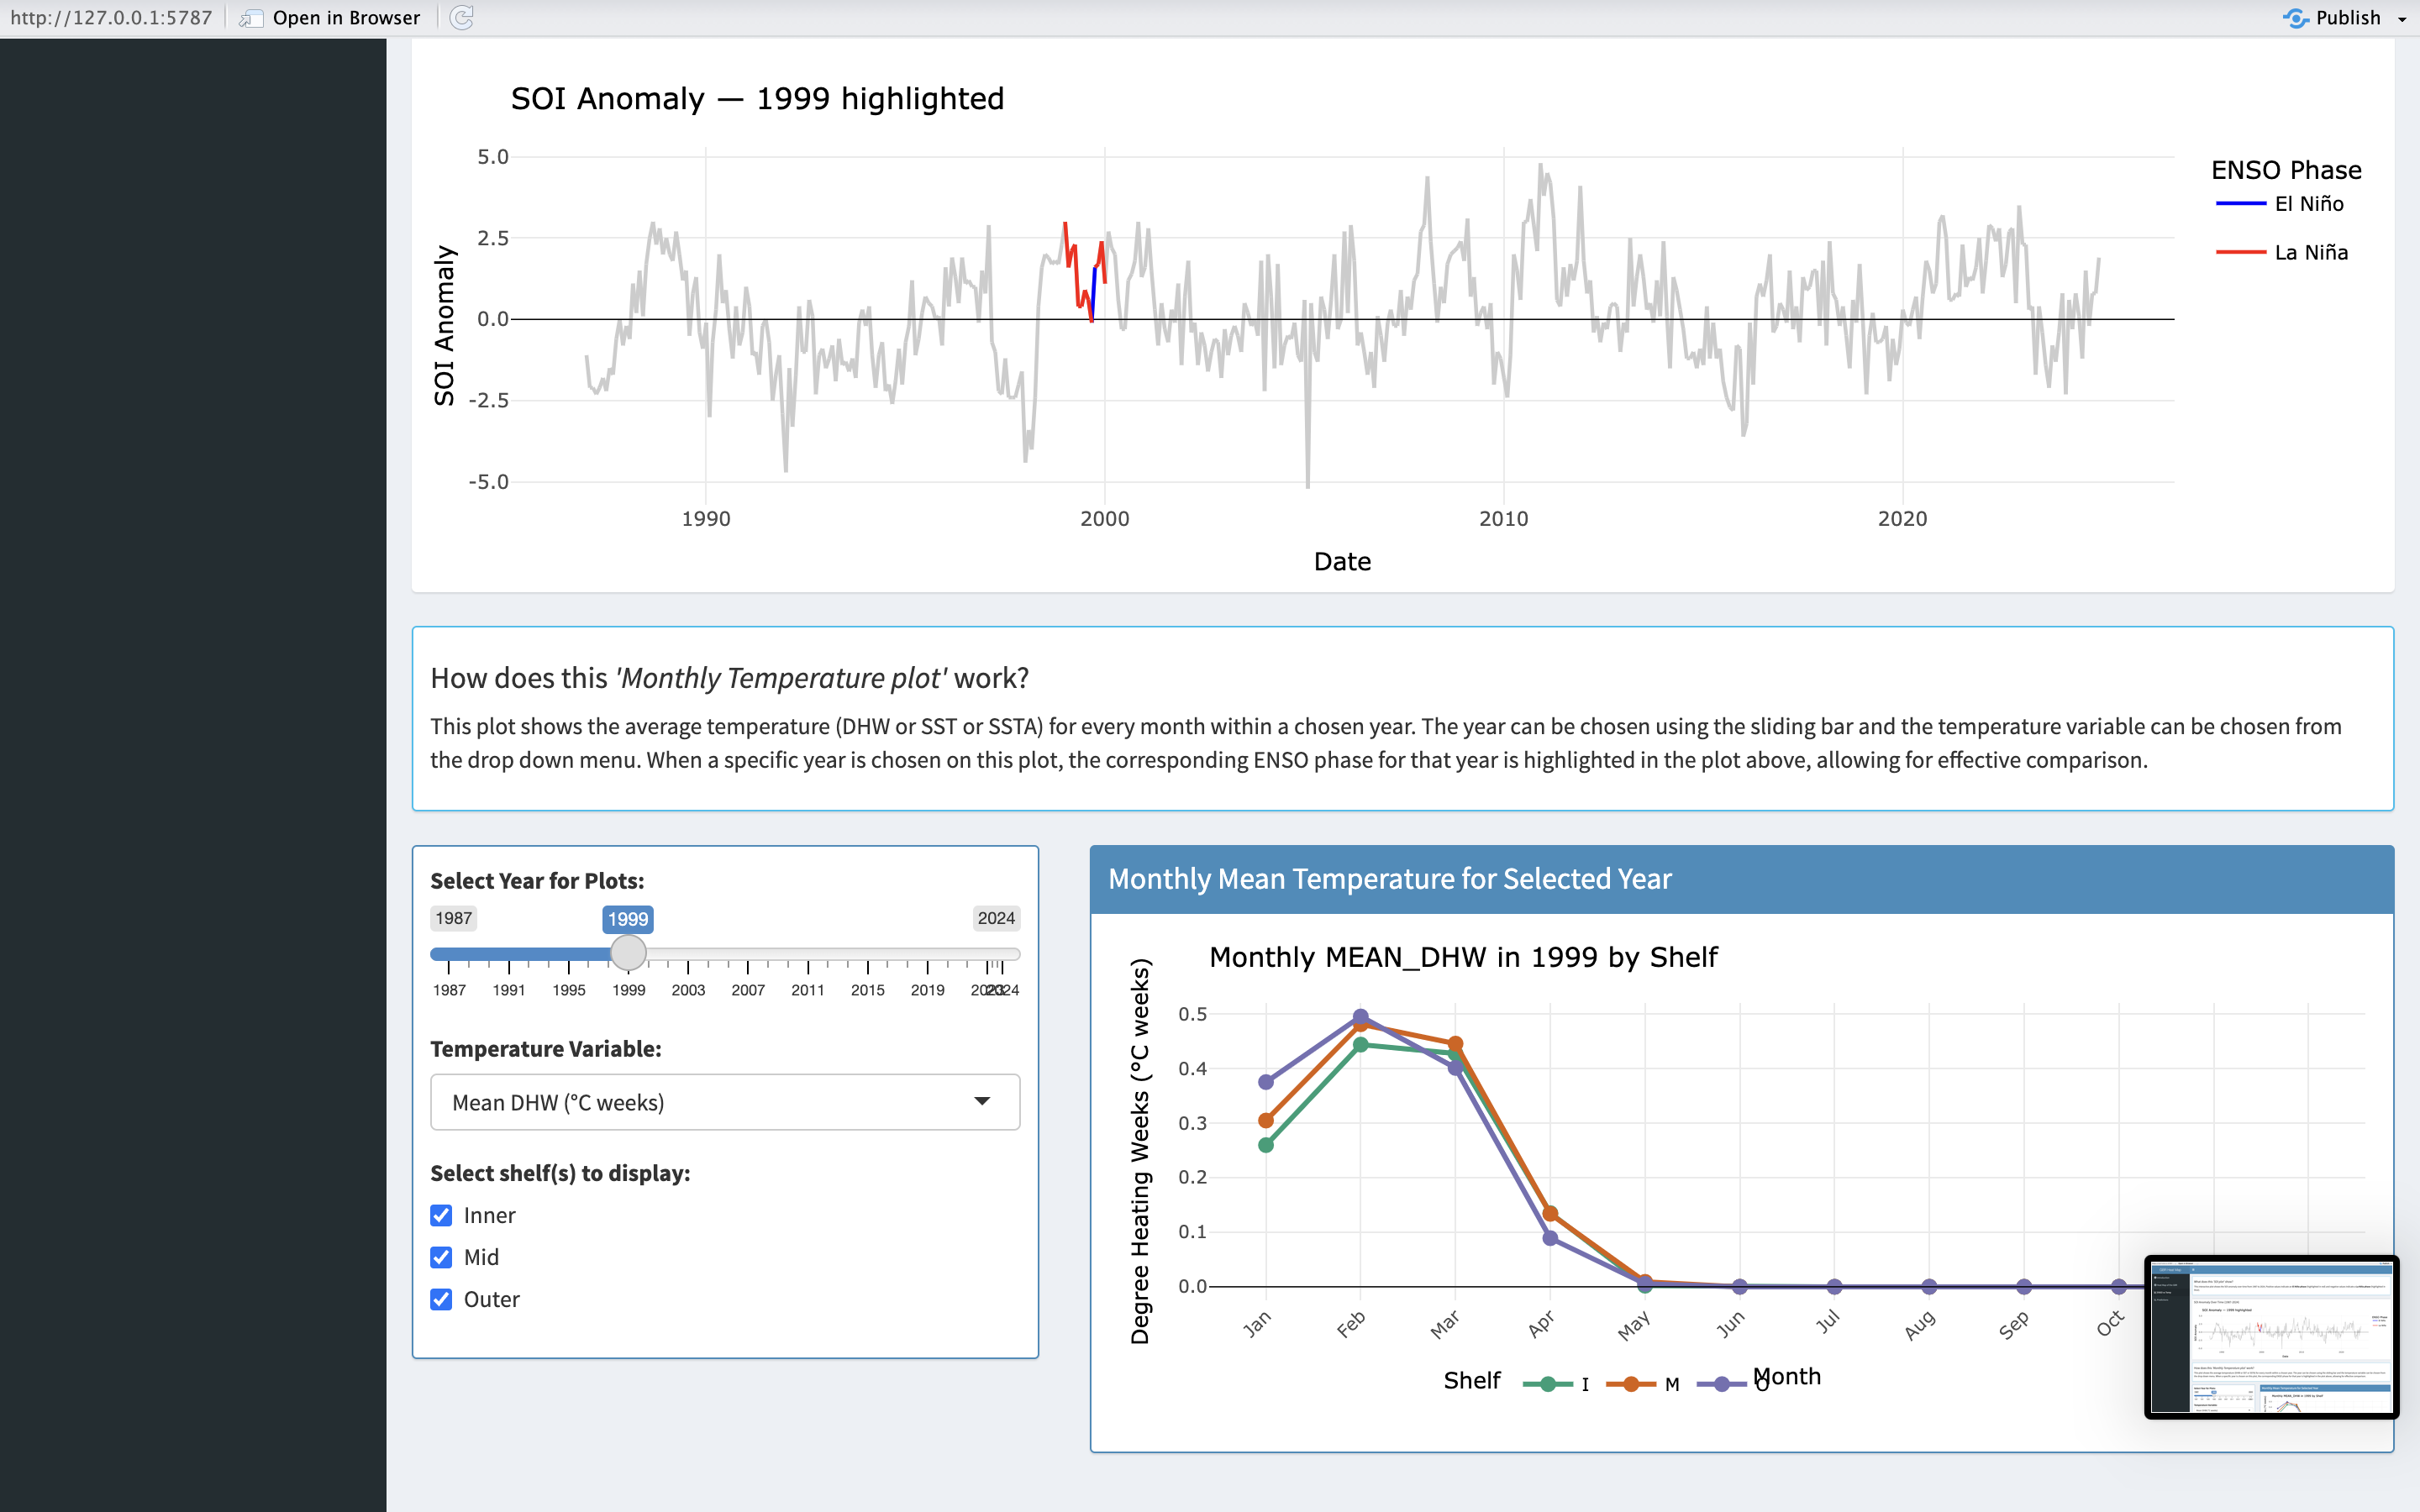 http://127.0.0.1:5787 Open in Browser Publish
SOI Anomaly — 1999 highlighted
5.0
2.5
0.0
-2.5
-5.0
SOI Anomaly
1990 2000 2010 2020
Date
ENSO Phase
El Niño
La Niña
How does this 'Monthly Temperature plot' work?
This plot shows the average temperature (DHW or SST or SSTA) for every month within a chosen year. The year can be chosen using the sliding bar and the temperature variable can be chosen from
the drop down menu. When a specific year is chosen on this plot, the corresponding ENSO phase for that year is highlighted in the plot above, allowing for effective comparison.
Select Year for Plots:
1987 1999 2024
1987 1991 1995 1999 2003 2007 2011 2015 2019 2023 2024
Temperature Variable:
Mean DHW (°C weeks)
Select shelf(s) to display:
Inner
Mid
Outer
Monthly Mean Temperature for Selected Year
Monthly MEAN_DHW in 1999 by Shelf
Degree Heating Weeks (°C weeks)
0.5
0.4
0.3
0.2
0.1
0.0
Jan Feb Mar Apr May Jun Jul Aug Sep Oct
Month
Shelf I M O